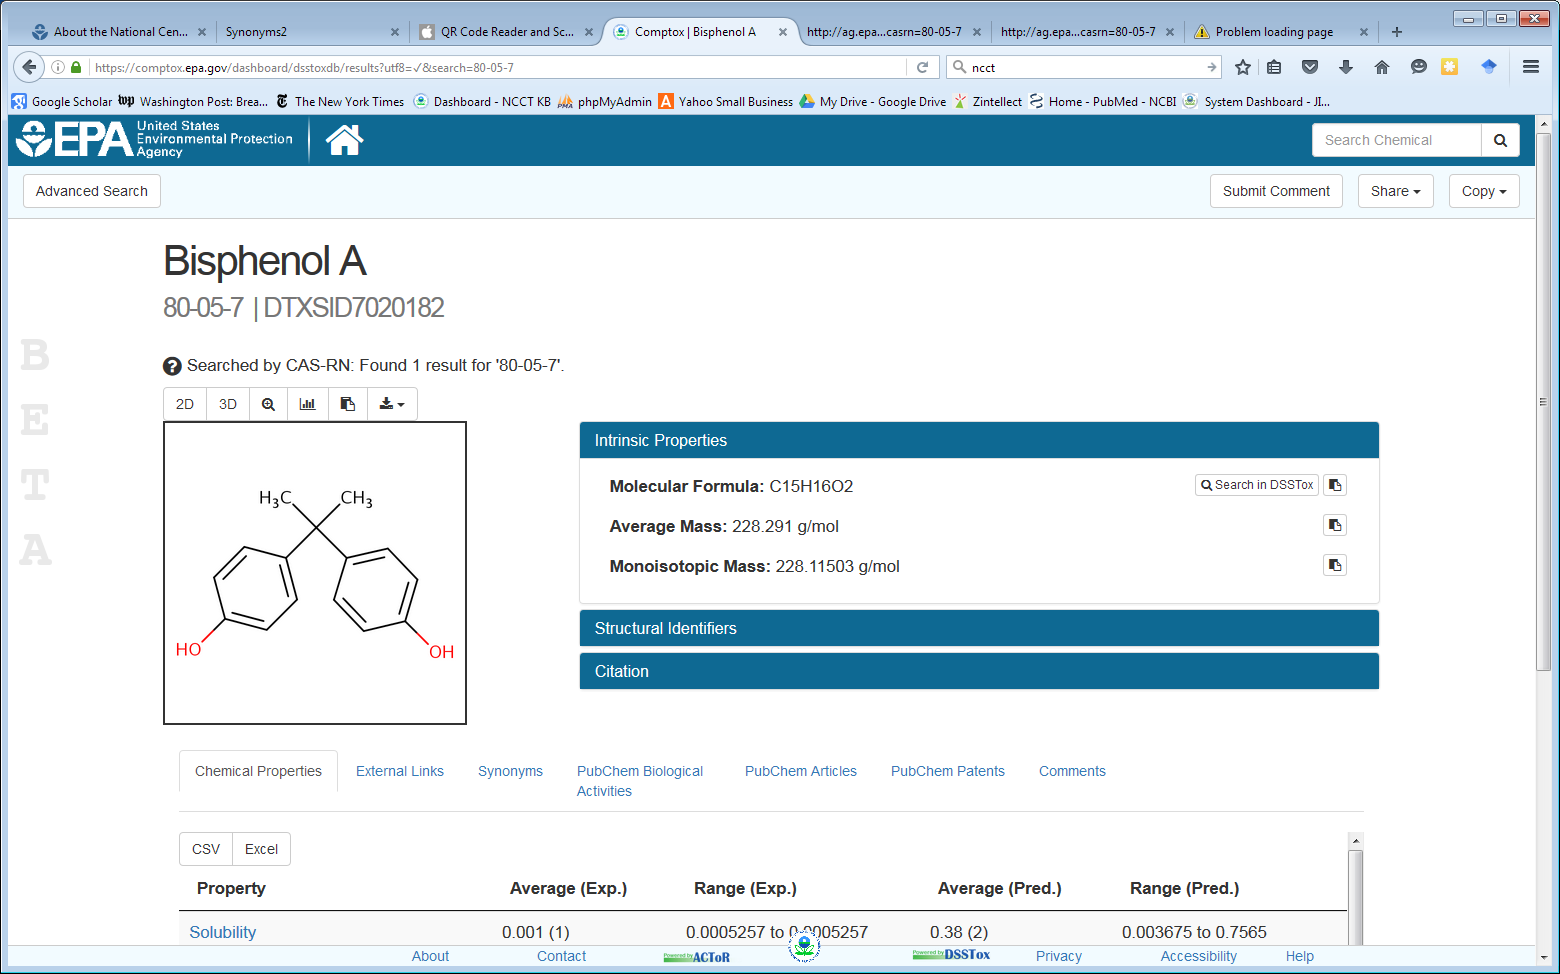 About the National Cen...
Synonyms2
QR Code Reader and Sc...
Comptox | Bisphenol A
http://ag.epa...casrn=80-05-7
http://ag.epa...casrn=80-05-7
Problem loading page
https://comptox.epa.gov/dashboard/dsstoxdb/results?utf8=✓&search=80-05-7
ncct
Google Scholar
wp Washington Post: Brea...
The New York Times
Dashboard - NCCT KB
PMA phpMyAdmin
A Yahoo Small Business
My Drive - Google Drive
Zintellect
Home - PubMed - NCBI
System Dashboard - JI...
EPA
United States
Environmental Protection
Agency
Search Chemical
Advanced Search
Submit Comment
Share
Copy
Bisphenol A
80-05-7 | DTXSID7020182
BETA
Searched by CAS-RN: Found 1 result for '80-05-7'.
2D 3D
H3C CH3
HO OH
Intrinsic Properties
Molecular Formula: C15H16O2
Search in DSSTox
Average Mass: 228.291 g/mol
Monoisotopic Mass: 228.11503 g/mol
Structural Identifiers
Citation
Chemical Properties
External Links
Synonyms
PubChem Biological
Activities
PubChem Articles
PubChem Patents
Comments
CSV Excel
Property Average (Exp.) Range (Exp.) Average (Pred.) Range (Pred.)
Solubility 0.001 (1) 0.0005257 to 0.0005257 0.38 (2) 0.003675 to 0.7565
About
Contact
Powered by ACToR
Powered by DSSTox
Privacy
Accessibility
Help